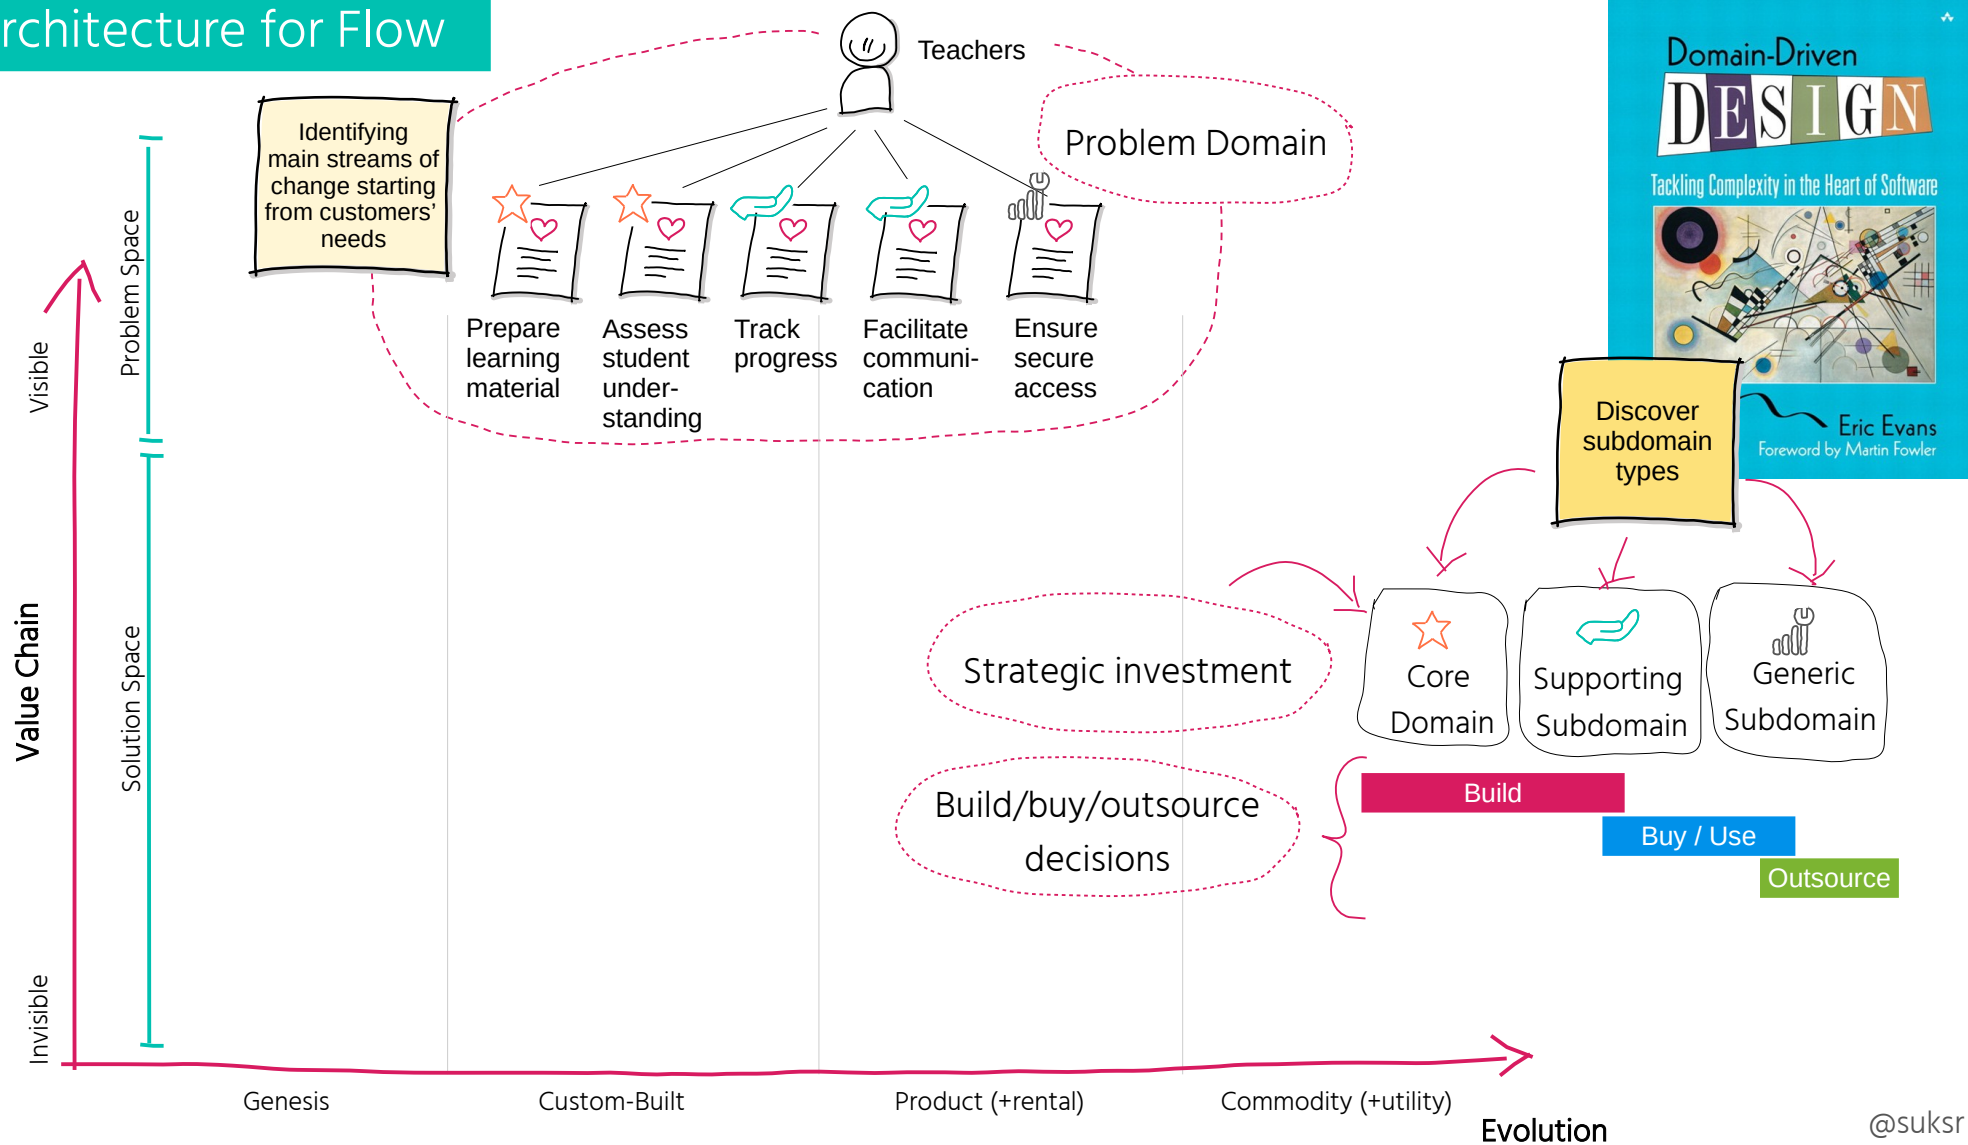 rchitecture for Flow
Teachers
Identifying
main streams of
change starting
from customers’
needs
Problem Domain
Prepare
learning
material
Assess
student
under-
standing
Track
progress
Facilitate
communi-
cation
Ensure
secure
access
Domain-Driven
DESIGN
Tackling Complexity in the Heart of Software
Eric Evans
Foreword by Martin Fowler
Discover
subdomain
types
Strategic investment
Core
Domain
Supporting
Subdomain
Generic
Subdomain
Build/buy/outsource
decisions
Build
Buy / Use
Outsource
Value Chain
Visible
Invisible
Problem Space
Solution Space
Genesis
Custom-Built
Product (+rental)
Commodity (+utility)
Evolution
@suksr